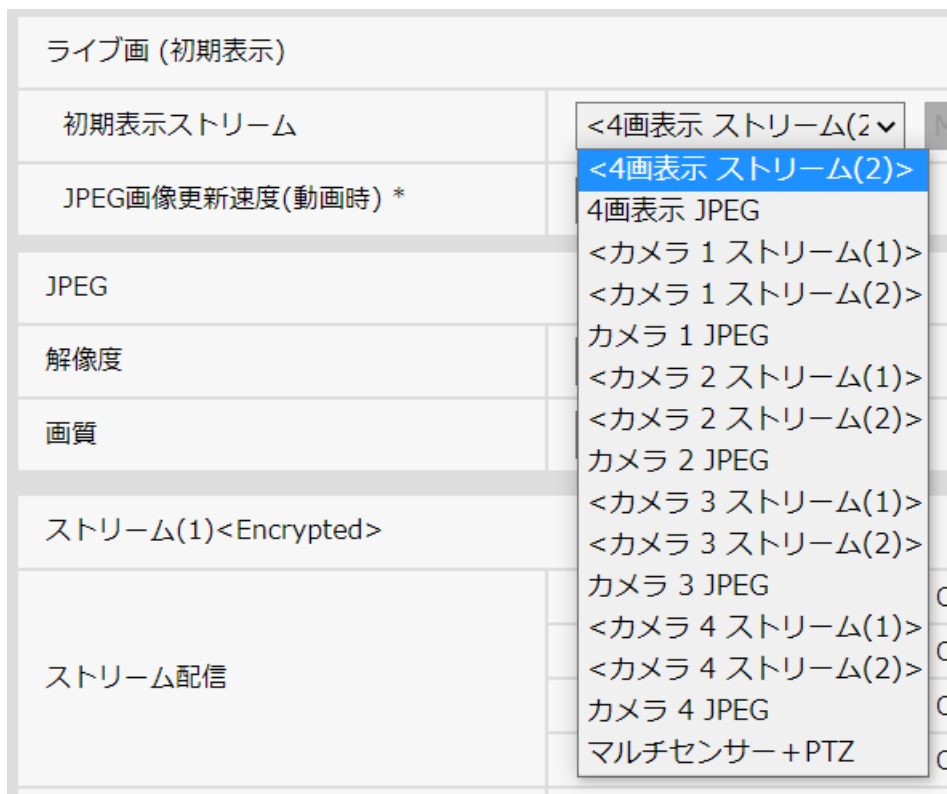 ライブ画 (初期表示)
初期表示ストリーム
<4画表示 ストリーム(2
JPEG画像更新速度(動画時) *
JPEG
解像度
画質
ストリーム(1)<Encrypted>
ストリーム配信
<4画表示 ストリーム(2)>
4画表示 JPEG
<カメラ 1 ストリーム(1)>
<カメラ 1 ストリーム(2)>
カメラ 1 JPEG
<カメラ 2 ストリーム(1)>
<カメラ 2 ストリーム(2)>
カメラ 2 JPEG
<カメラ 3 ストリーム(1)>
<カメラ 3 ストリーム(2)>
カメラ 3 JPEG
<カメラ 4 ストリーム(1)>
<カメラ 4 ストリーム(2)>
カメラ 4 JPEG
マルチセンサー＋PTZ